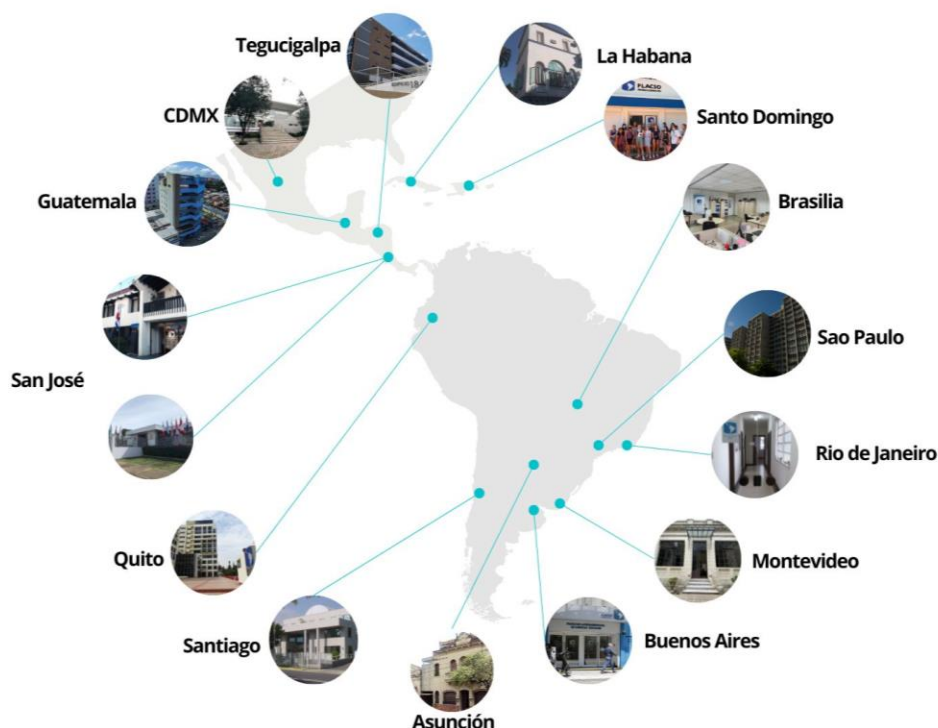 Tegucigalpa
La Habana
CDMX
FLACSO
Santo Domingo
Guatemala
Brasilia
Sao Paulo
San José
Rio de Janeiro
Quito
Montevideo
Santiago
Buenos Aires
Asunción